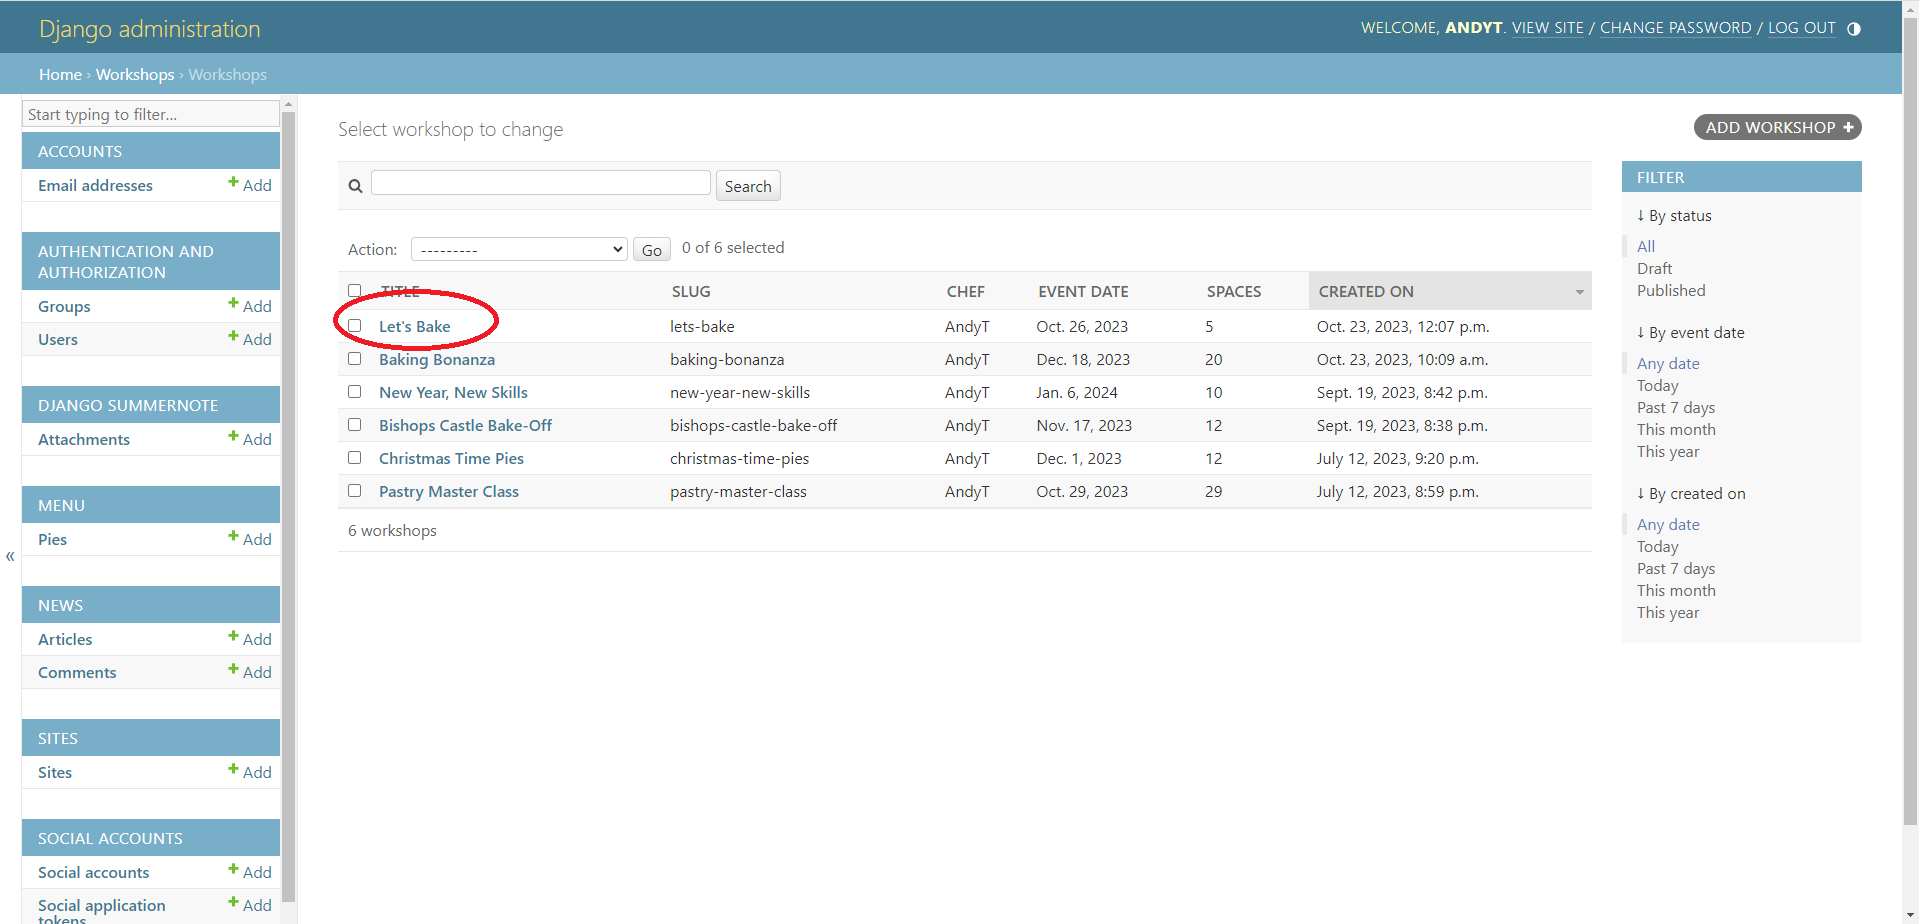 Django administration
WELCOME, ANDYT. VIEW SITE / CHANGE PASSWORD / LOG OUT
Home › Workshops › Workshops
Start typing to filter...
ACCOUNTS
Email addresses Add
AUTHENTICATION AND
AUTHORIZATION
Groups Add
Users Add
DJANGO SUMMERNOTE
Attachments Add
MENU
Pies Add
NEWS
Articles Add
Comments Add
SITES
Sites Add
SOCIAL ACCOUNTS
Social accounts Add
Social application Add
tokens
«
Select workshop to change
ADD WORKSHOP +
Search
Action: --------- Go 0 of 6 selected
TITLE SLUG CHEF EVENT DATE SPACES CREATED ON
Let's Bake lets-bake AndyT Oct. 26, 2023 5 Oct. 23, 2023, 12:07 p.m.
Baking Bonanza baking-bonanza AndyT Dec. 18, 2023 20 Oct. 23, 2023, 10:09 a.m.
New Year, New Skills new-year-new-skills AndyT Jan. 6, 2024 10 Sept. 19, 2023, 8:42 p.m.
Bishops Castle Bake-Off bishops-castle-bake-off AndyT Nov. 17, 2023 12 Sept. 19, 2023, 8:38 p.m.
Christmas Time Pies christmas-time-pies AndyT Dec. 1, 2023 12 July 12, 2023, 9:20 p.m.
Pastry Master Class pastry-master-class AndyT Oct. 29, 2023 29 July 12, 2023, 8:59 p.m.
6 workshops
FILTER
↓ By status
All
Draft
Published
↓ By event date
Any date
Today
Past 7 days
This month
This year
↓ By created on
Any date
Today
Past 7 days
This month
This year